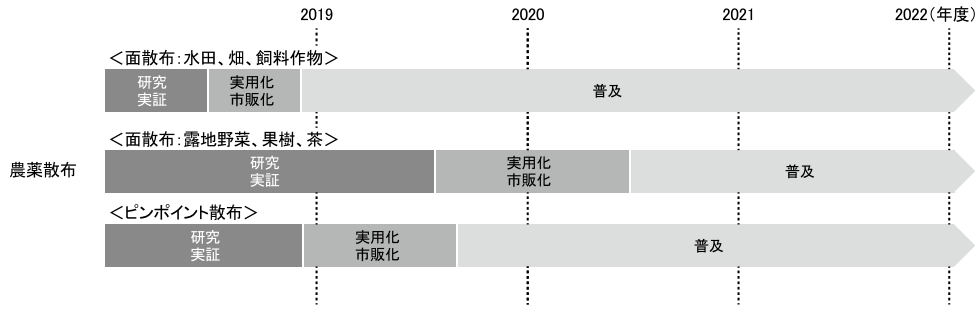 2019 2020 2021 2022(年度)
<面散布:水田、畑、飼料作物>
研究
実証
実用化
市販化
普及
農薬散布
<面散布:露地野菜、果樹、茶>
研究
実証
実用化
市販化
普及
<ピンポイント散布>
研究
実証
実用化
市販化
普及